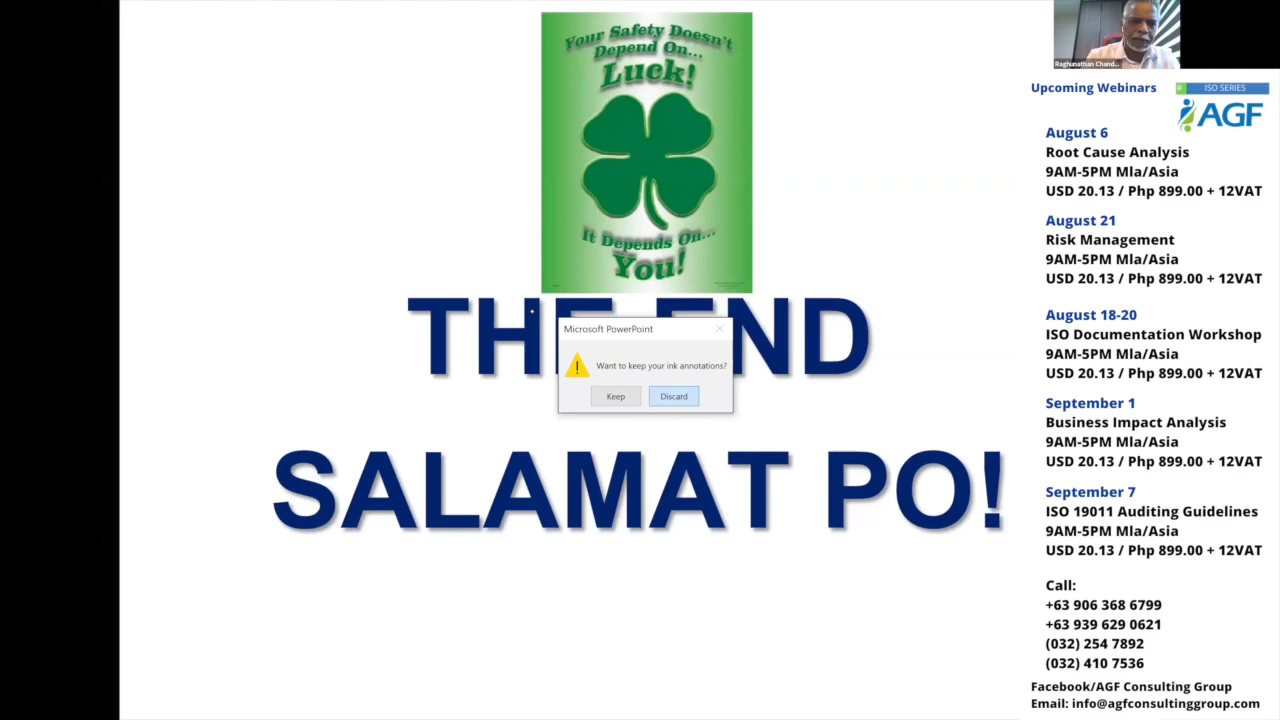 Your Safety Doesn't
Depend On...
Luck!
It Depends On...
You!
THE END
SALAMAT PO!
Microsoft PowerPoint
Want to keep your ink annotations?
Keep
Discard
Raghunathan Chand...
Upcoming Webinars
# ISO SERIES
AGF
August 6
Root Cause Analysis
9AM-5PM Mla/Asia
USD 20.13 / Php 899.00 + 12VAT
August 21
Risk Management
9AM-5PM Mla/Asia
USD 20.13 / Php 899.00 + 12VAT
August 18-20
ISO Documentation Workshop
9AM-5PM Mla/Asia
USD 20.13 / Php 899.00 + 12VAT
September 1
Business Impact Analysis
9AM-5PM Mla/Asia
USD 20.13 / Php 899.00 + 12VAT
September 7
ISO 19011 Auditing Guidelines
9AM-5PM Mla/Asia
USD 20.13 / Php 899.00 + 12VAT
Call:
+63 906 368 6799
+63 939 629 0621
(032) 254 7892
(032) 410 7536
Facebook/AGF Consulting Group
Email: info@agfconsultinggroup.com